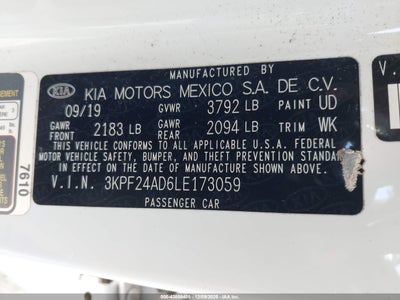 MANUFACTURED BY
KIA KIA MOTORS MEXICO S.A. DE C.V.
09/19 GVWR 3792 LB PAINT UD
GAWR FRONT 2183 LB GAWR REAR 2094 LB TRIM WK
THIS VEHICLE CONFORMS TO ALL APPLICABLE U.S.A. FEDERAL
MOTOR VEHICLE SAFETY, BUMPER, AND THEFT PREVENTION STANDARDS
IN EFFECT ON THE DATE OF MANUFACTURE SHOWN ABOVE.
V.I.N. 3KPF24AD6LE173059
PASSENGER CAR
7610
V.